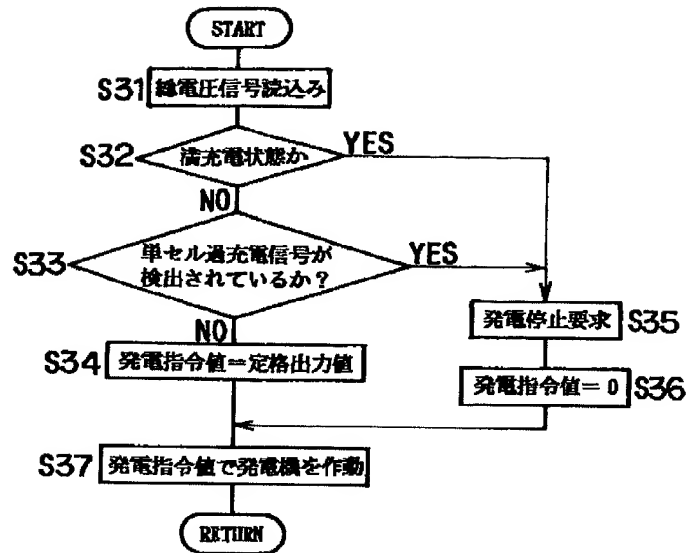 START
S31
総電圧信号読込み
S32
満充電状態か
YES
NO
S33
単セル過充電信号が
検出されているか?
YES
NO
S34
発電指令値=定格出力値
発電停止要求
S35
発電指令値=0
S36
S37
発電指令値で発電機を作動
RETURN